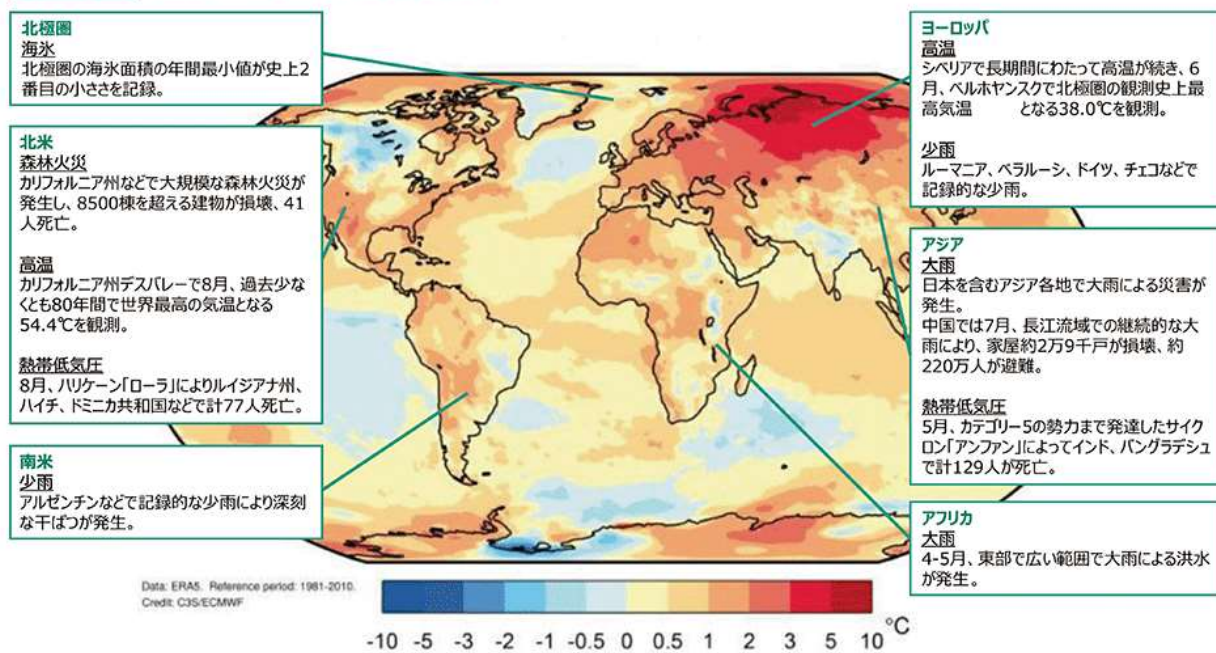 北極圏
海氷
北極圏の海氷面積の年間最小値が史上2
番目の小ささを記録。
北米
森林火災
カリフォルニア州などで大規模な森林火災が
発生し、8500棟を超える建物が損壊、41
人死亡。
高温
カリフォルニア州デスバレーで8月、過去少な
くとも80年間で世界最高の気温となる
54.4℃を観測。
熱帯低気圧
8月、ハリケーン「ローラ」によりルイジアナ州、
ハイチ、ドミニカ共和国などで計77人死亡。
南米
少雨
アルゼンチンなどで記録的な少雨により深刻
な干ばつが発生。
ヨーロッパ
高温
シベリアで長期間にわたって高温が続き、6
月、ベルホヤンスクで北極圏の観測史上最
高気温　　　となる38.0℃を観測。
少雨
ルーマニア、ベラルーシ、ドイツ、チェコなどで
記録的な少雨。
アジア
大雨
日本を含むアジア各地で大雨による災害が
発生。
中国では7月、長江流域での継続的な大
雨により、家屋約2万9千戸が損壊、約
220万人が避難。
熱帯低気圧
5月、カテゴリー5の勢力まで発達したサイク
ロン「アンファン」によってインド、バングラデシュ
で計129人が死亡。
アフリカ
大雨
4-5月、東部で広い範囲で大雨による洪水
が発生。
Data: ERA5. Reference period: 1981-2010.
Credit: C3S/ECMWF
℃
-10 -5 -3 -2 -1 -0.5 0 0.5 1 2 3 5 10